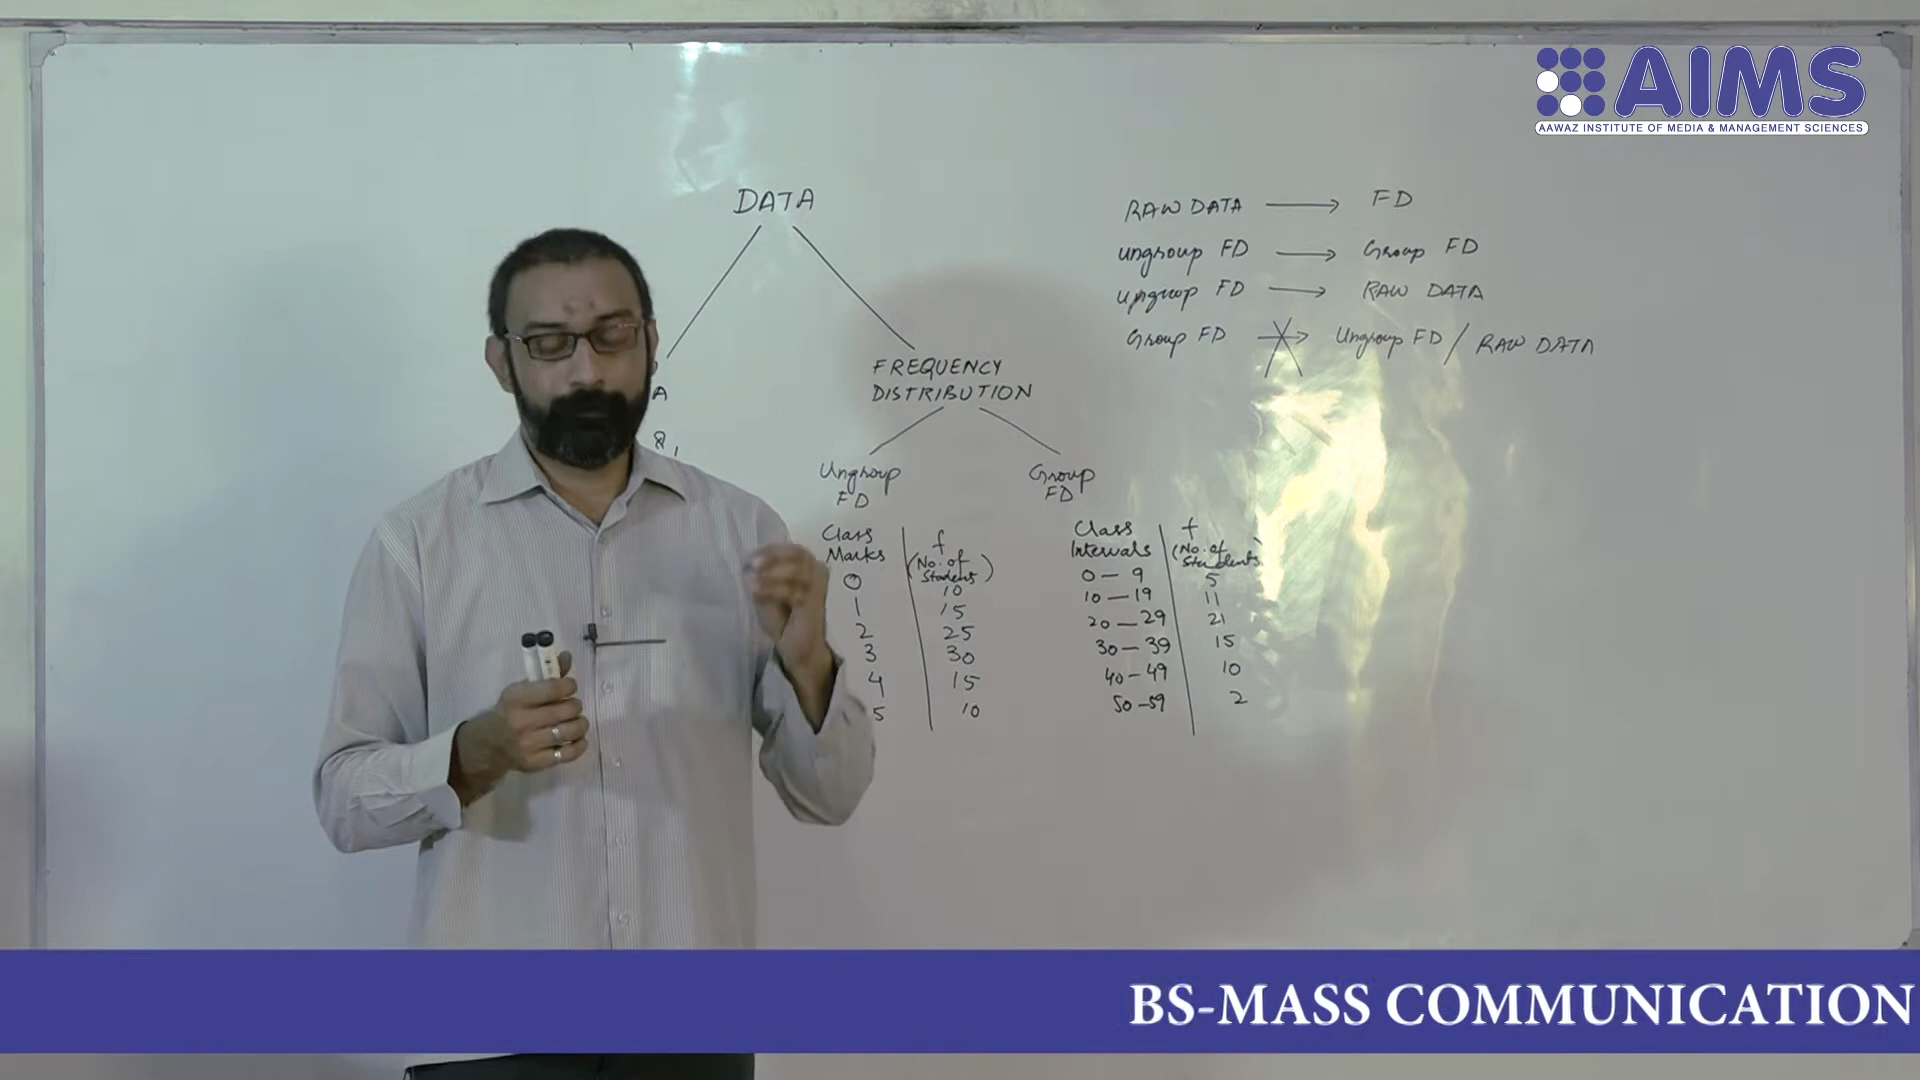 AIMS
AAWAZ INSTITUTE OF MEDIA & MANAGEMENT SCIENCES
DATA
A
8,
FREQUENCY
DISTRIBUTION
Ungroup
FD
Class
Marks
f
(No. of
Students)
0 10
1 15
2 25
3 30
4 15
5 10
Group
FD
Class
Intervals
f
(No. of
Students)
0 — 9 5
10 — 19 11
20 — 29 21
30 — 39 15
40 — 49 10
50 — 59 2
RAW DATA → FD
ungroup FD → Group FD
ungroup FD → RAW DATA
Group FD → Ungroup FD / RAW DATA
BS-MASS COMMUNICATION